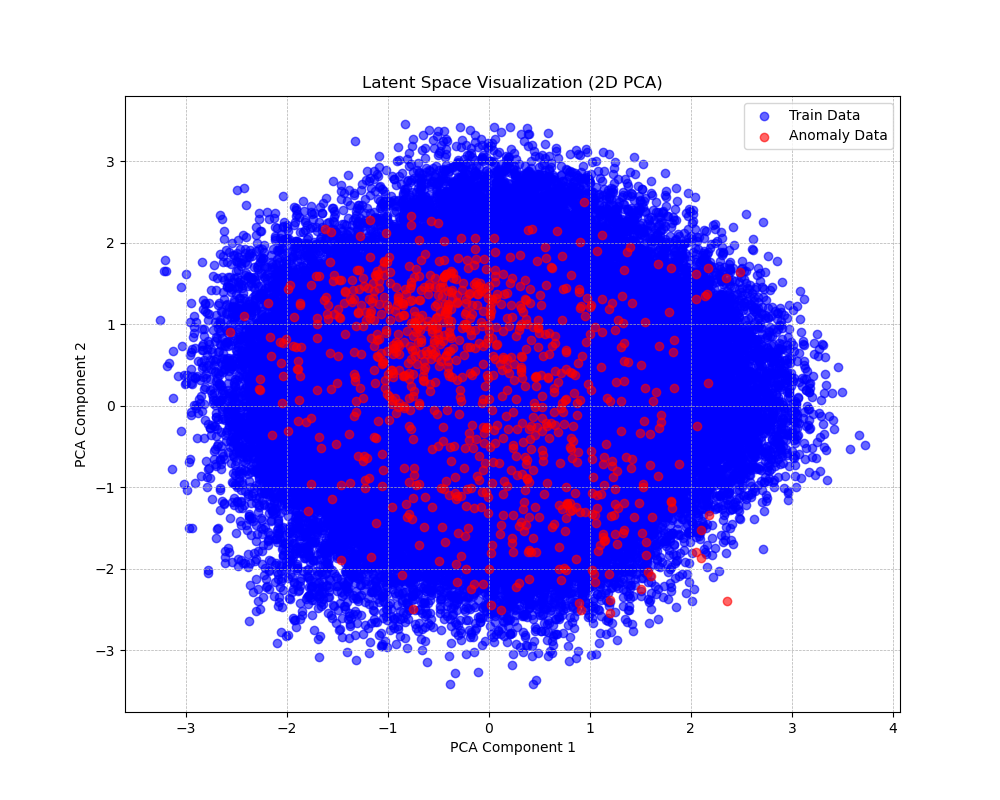 Latent Space Visualization (2D PCA)
Train Data
Anomaly Data
3
2
1
0
−1
−2
−3
PCA Component 2
−3 −2 −1 0 1 2 3 4
PCA Component 1